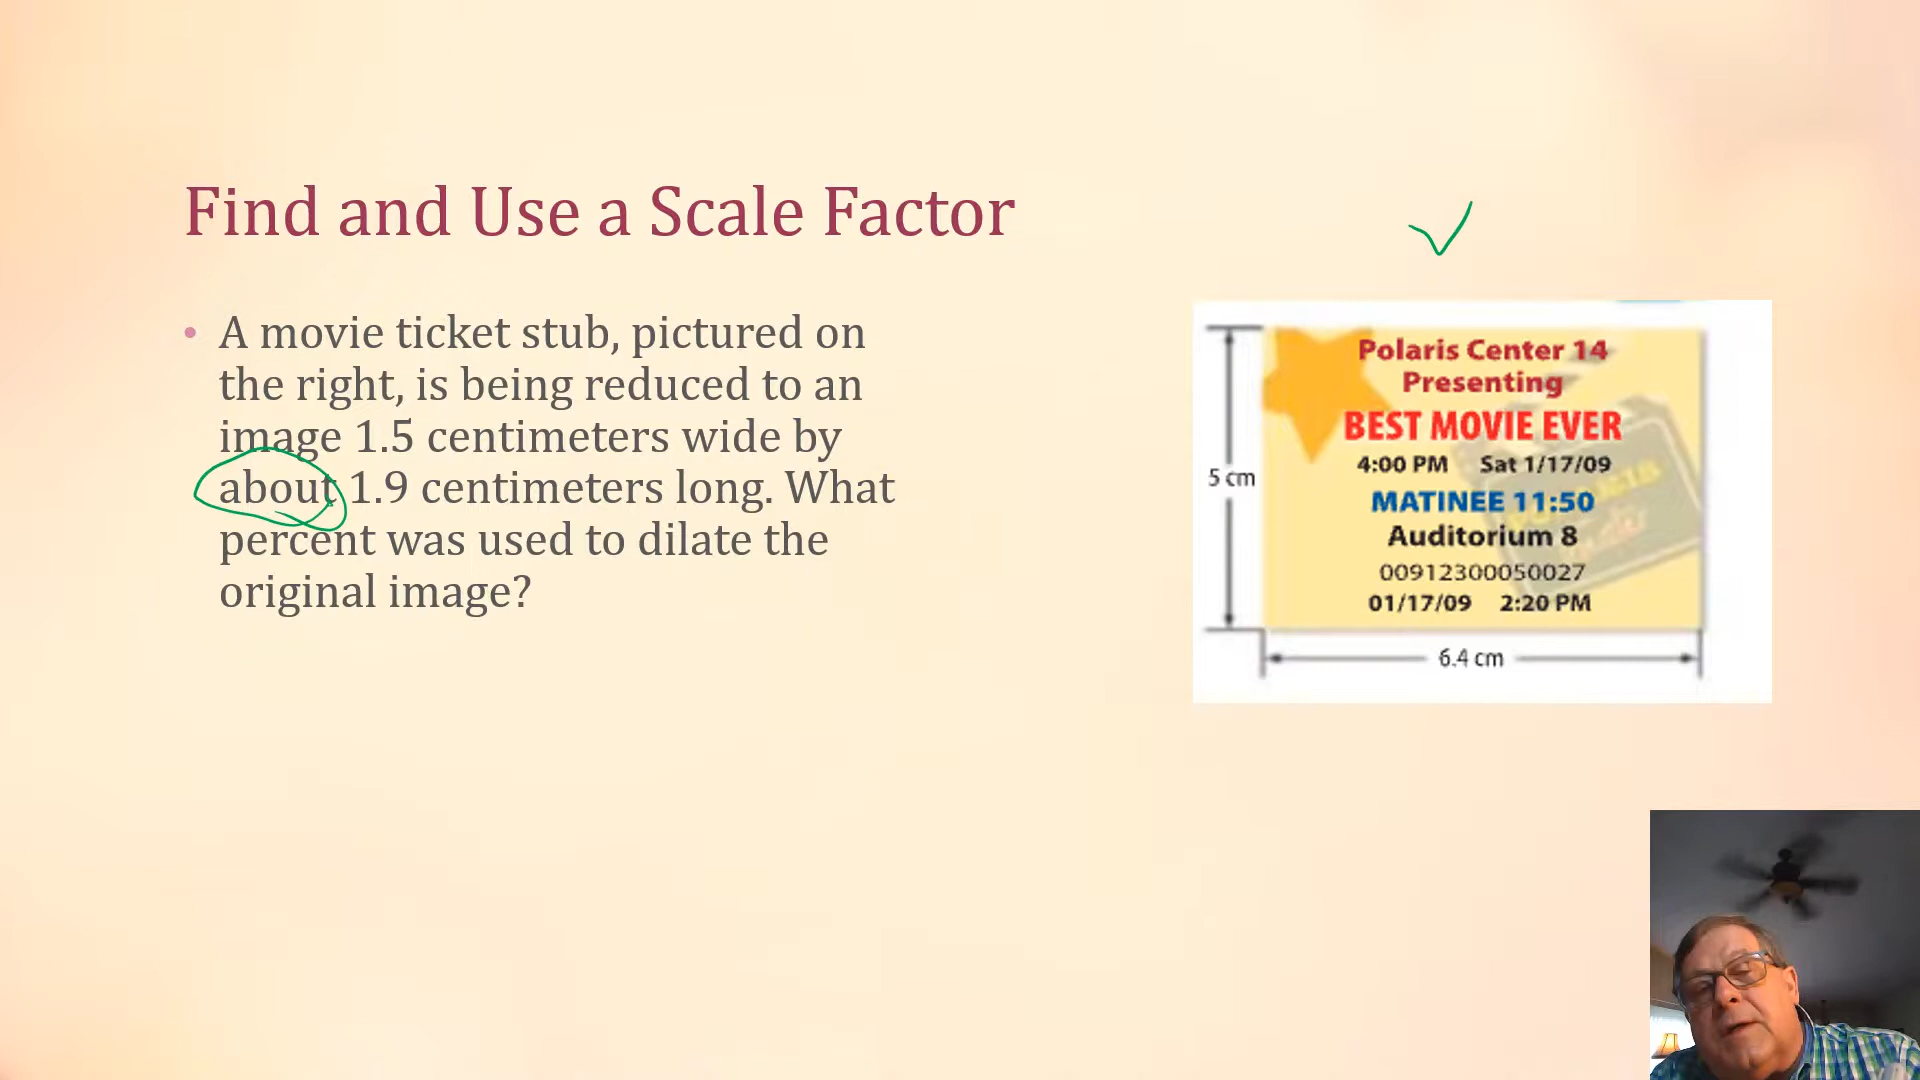 Find and Use a Scale Factor
• A movie ticket stub, pictured on
the right, is being reduced to an
image 1.5 centimeters wide by
about 1.9 centimeters long. What
percent was used to dilate the
original image?
Polaris Center 14
Presenting
BEST MOVIE EVER
4:00 PM Sat 1/17/09
MATINEE 11:50
Auditorium 8
00912300050027
01/17/09 2:20 PM
5 cm
6.4 cm